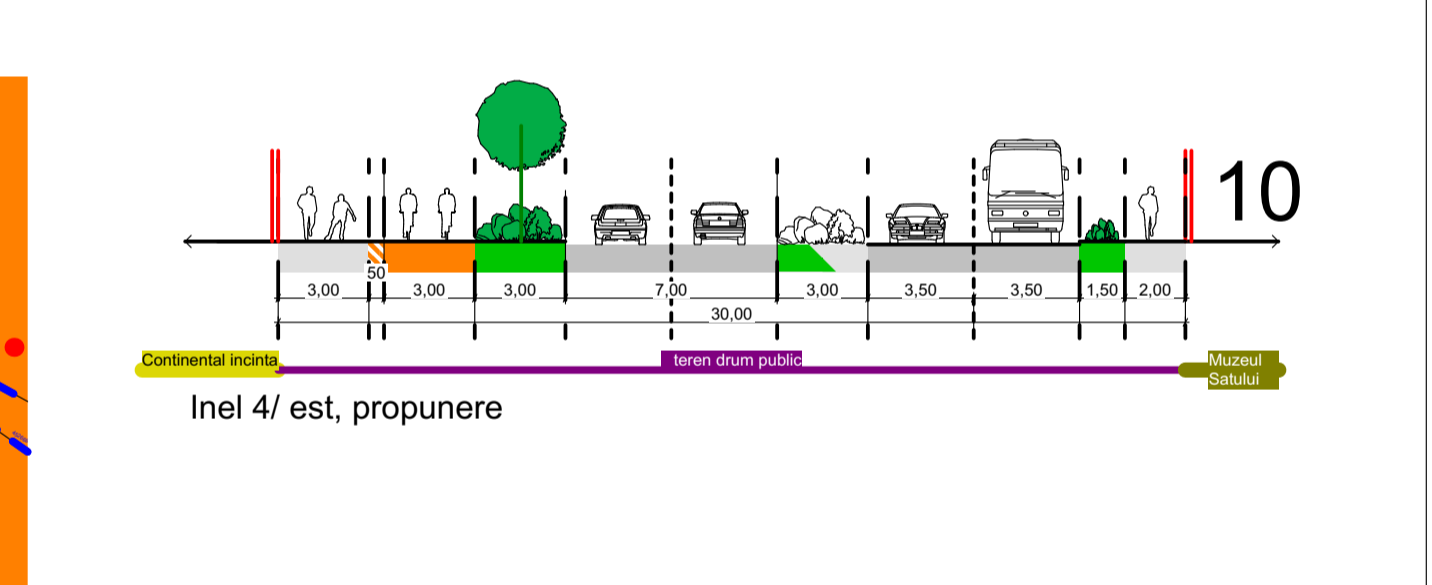 10
50
3,00 3,00 3,00 7,00 3,00 3,50 3,50 1,50 2,00
30,00
Continental incinta
teren drum public
Muzeul
Satului
Inel 4/ est, propunere